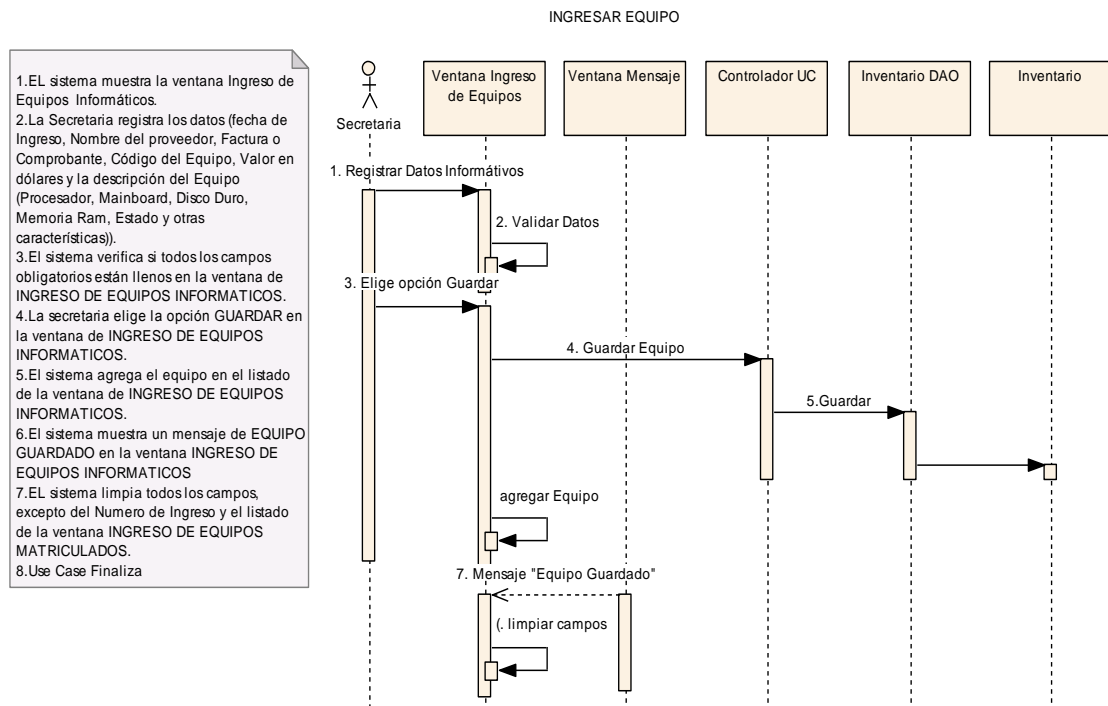 INGRESAR EQUIPO
1.EL sistema muestra la ventana Ingreso de
Equipos Informáticos.
2.La Secretaria registra los datos (fecha de
Ingreso, Nombre del proveedor, Factura o
Comprobante, Código del Equipo, Valor en
dólares y la descripción del Equipo
(Procesador, Mainboard, Disco Duro,
Memoria Ram, Estado y otras
características)).
3.El sistema verifica si todos los campos
obligatorios están llenos en la ventana de
INGRESO DE EQUIPOS INFORMATICOS.
4.La secretaria elige la opción GUARDAR en
la ventana de INGRESO DE EQUIPOS
INFORMATICOS.
5.El sistema agrega el equipo en el listado
de la ventana de INGRESO DE EQUIPOS
INFORMATICOS.
6.El sistema muestra un mensaje de EQUIPO
GUARDADO en la ventana INGRESO DE
EQUIPOS INFORMATICOS
7.EL sistema limpia todos los campos,
excepto del Numero de Ingreso y el listado
de la ventana INGRESO DE EQUIPOS
MATRICULADOS.
8.Use Case Finaliza
Secretaria
Ventana Ingreso
de Equipos
Ventana Mensaje
Controlador UC
Inventario DAO
Inventario
1. Registrar Datos Informátivos
2. Validar Datos
3. Elige opción Guardar
4. Guardar Equipo
5.Guardar
agregar Equipo
7. Mensaje "Equipo Guardado"
(. limpiar campos